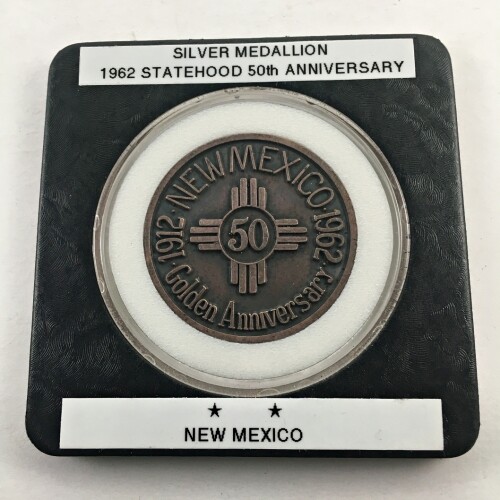 SILVER MEDALLION
1962 STATEHOOD 50th ANNIVERSARY
1912 · NEW MEXICO · 1962
50
· Golden Anniversary ·
★ ★
NEW MEXICO